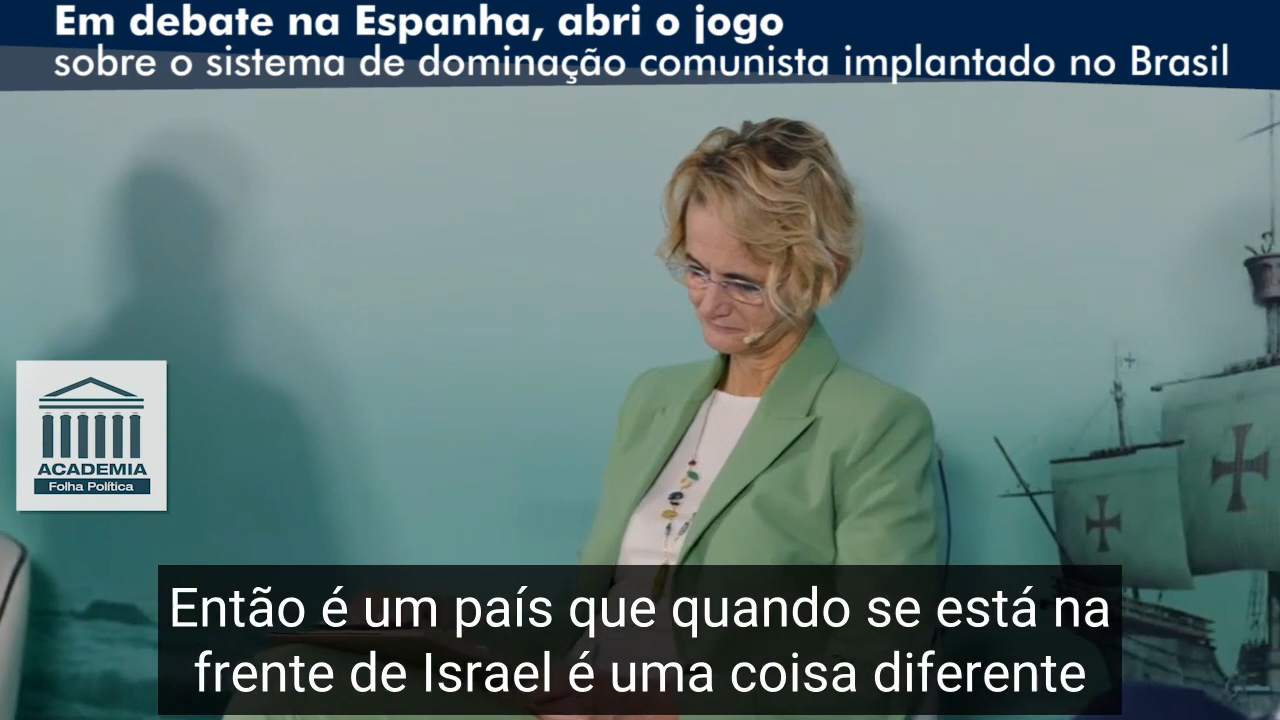 Em debate na Espanha, abri o jogo
sobre o sistema de dominação comunista implantado no Brasil
ACADEMIA
Folha Política
Então é um país que quando se está na
frente de Israel é uma coisa diferente